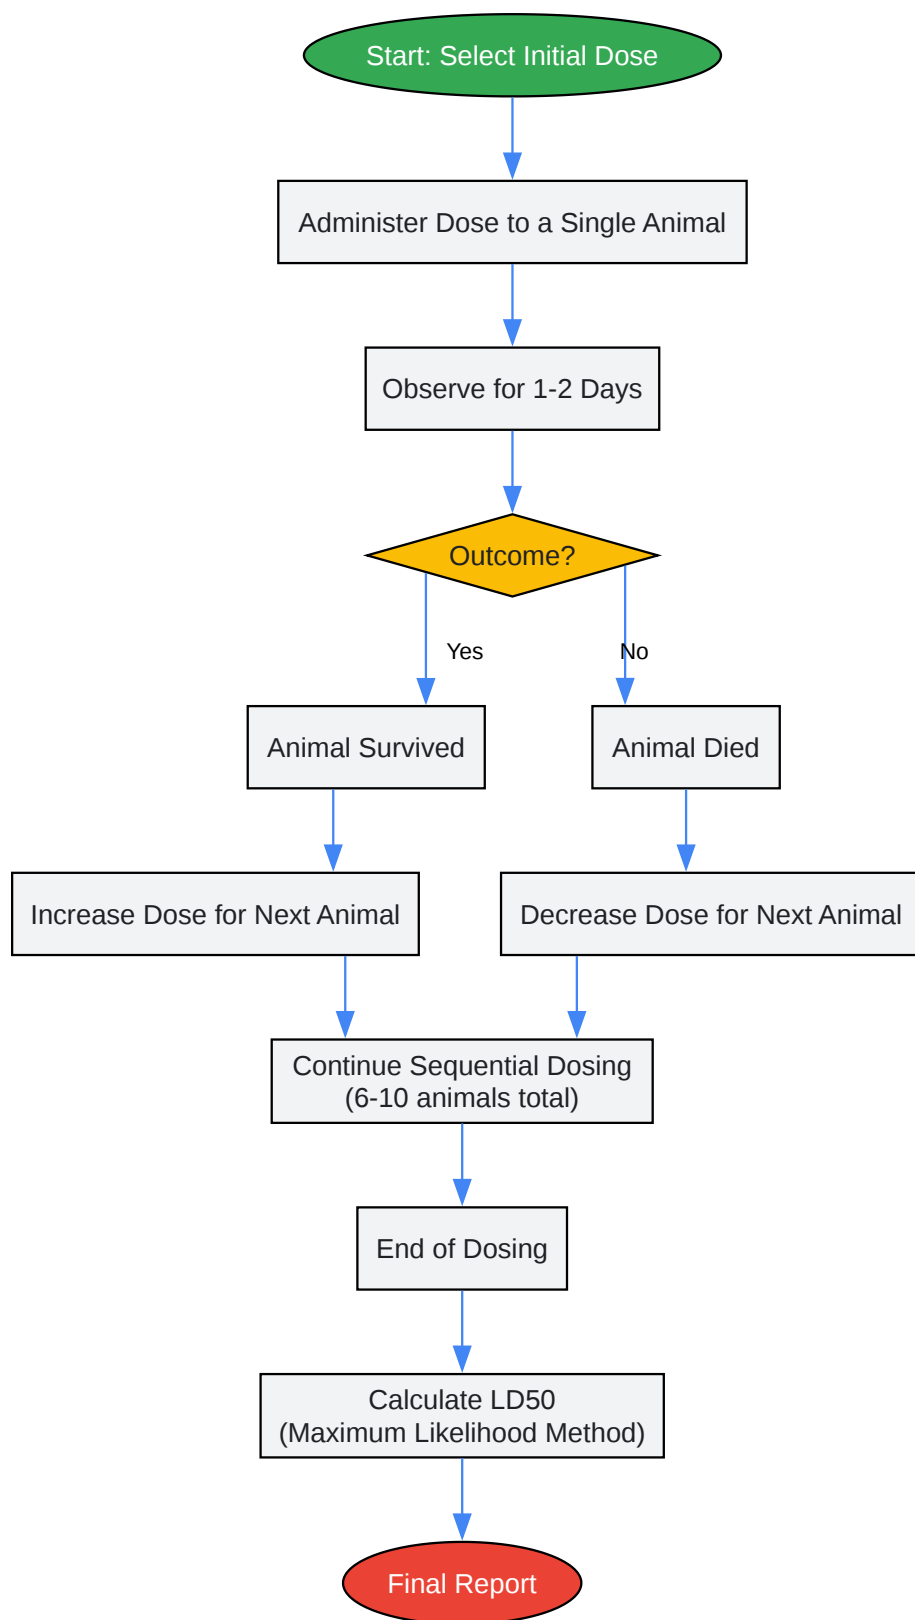 Start: Select Initial Dose
Administer Dose to a Single Animal
Observe for 1-2 Days
Outcome?
Yes
No
Animal Survived
Animal Died
Increase Dose for Next Animal
Decrease Dose for Next Animal
Continue Sequential Dosing
(6-10 animals total)
End of Dosing
Calculate LD50
(Maximum Likelihood Method)
Final Report